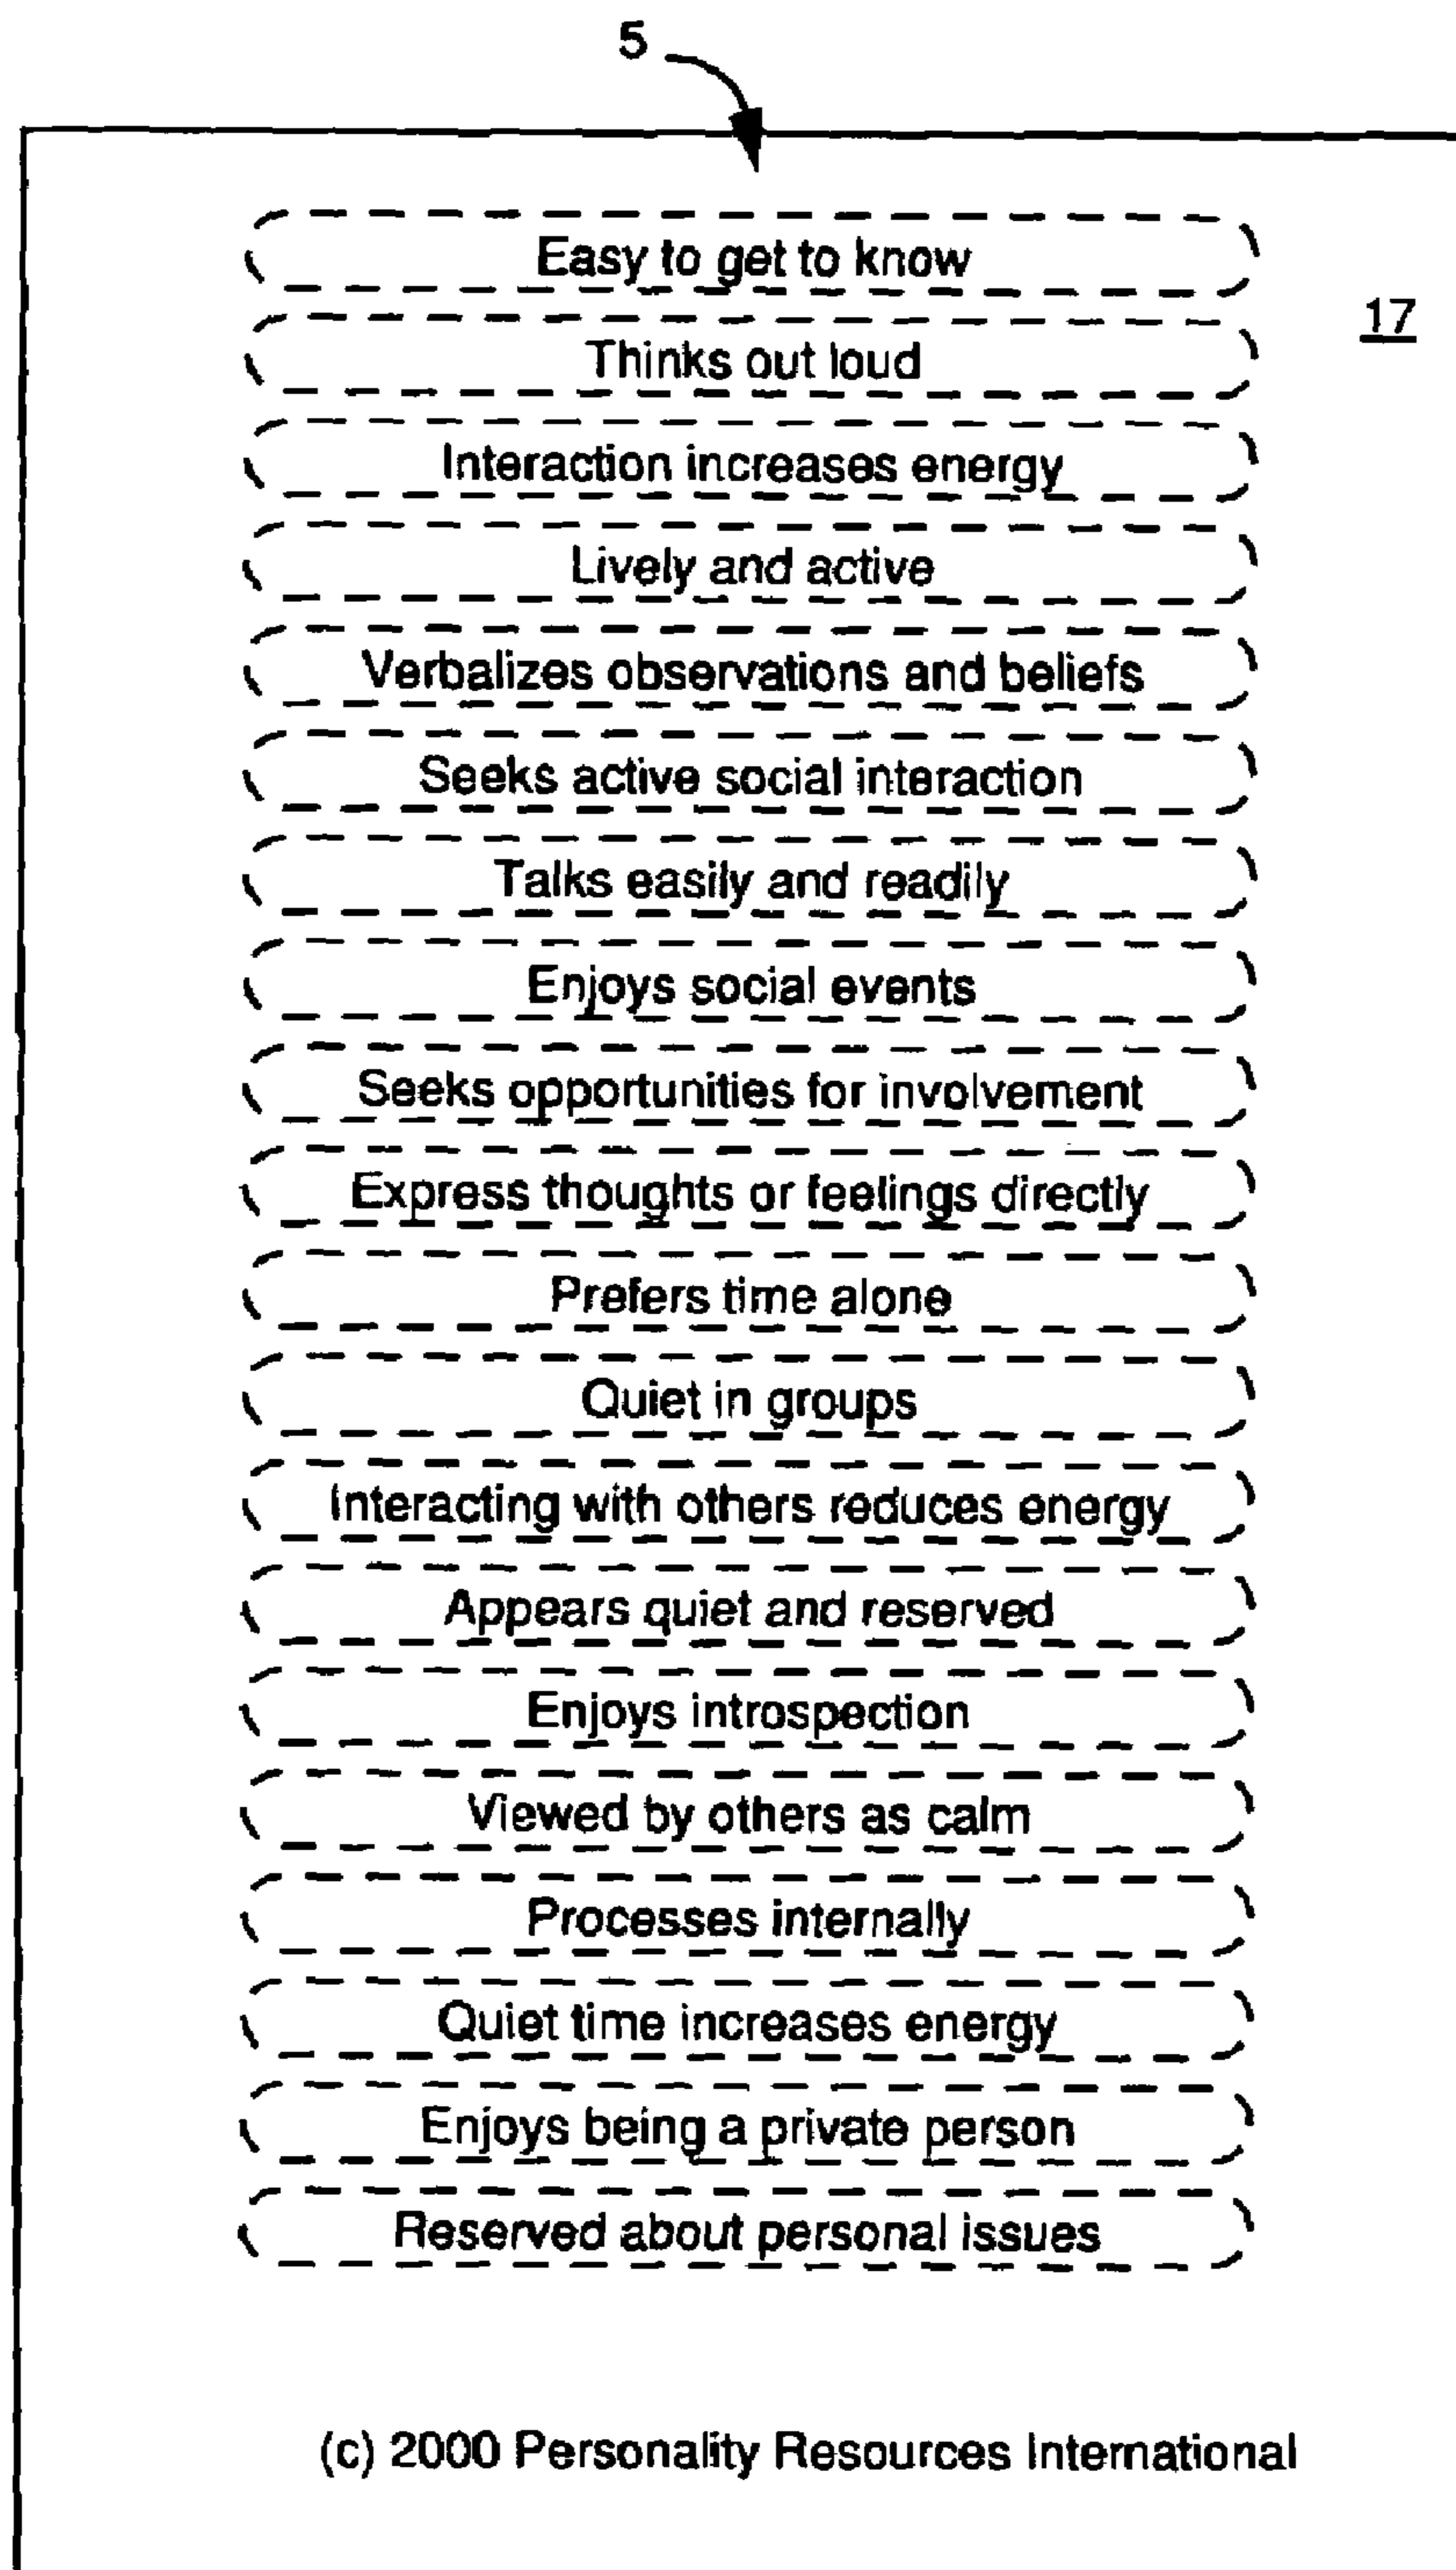 5
Easy to get to know
17
Thinks out loud
Interaction increases energy
Lively and active
Verbalizes observations and beliefs
Seeks active social interaction
Talks easily and readily
Enjoys social events
Seeks opportunities for involvement
Express thoughts or feelings directly
Prefers time alone
Quiet in groups
Interacting with others reduces energy
Appears quiet and reserved
Enjoys introspection
Viewed by others as calm
Processes internally
Quiet time increases energy
Enjoys being a private person
Reserved about personal issues
(c) 2000 Personality Resources International